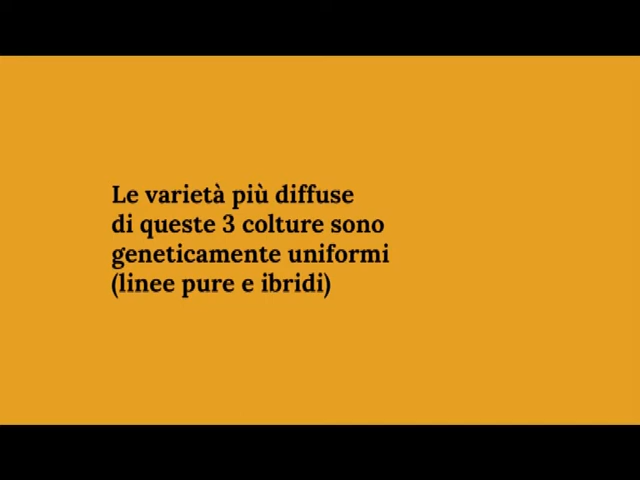 Le varietà più diffuse
di queste 3 colture sono
geneticamente uniformi
(linee pure e ibridi)